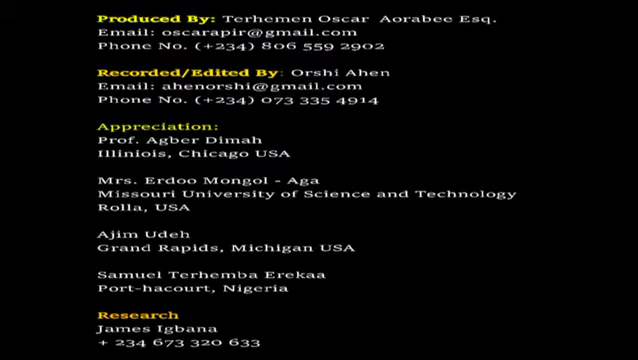 Produced By: Terhemen Oscar Aorabee Esq.
Email: oscarapir@gmail.com
Phone No. (+234) 806 559 2902
Recorded/Edited By: Orshi Ahen
Email: ahenorshi@gmail.com
Phone No. (+234) 073 335 4914
Appreciation:
Prof. Agber Dimah
Illiniois, Chicago USA
Mrs. Erdoo Mongol - Aga
Missouri University of Science and Technology
Rolla, USA
Ajim Udeh
Grand Rapids, Michigan USA
Samuel Terhemba Erekaa
Port-hacourt, Nigeria
Research
James Igbana
+ 234 673 320 633